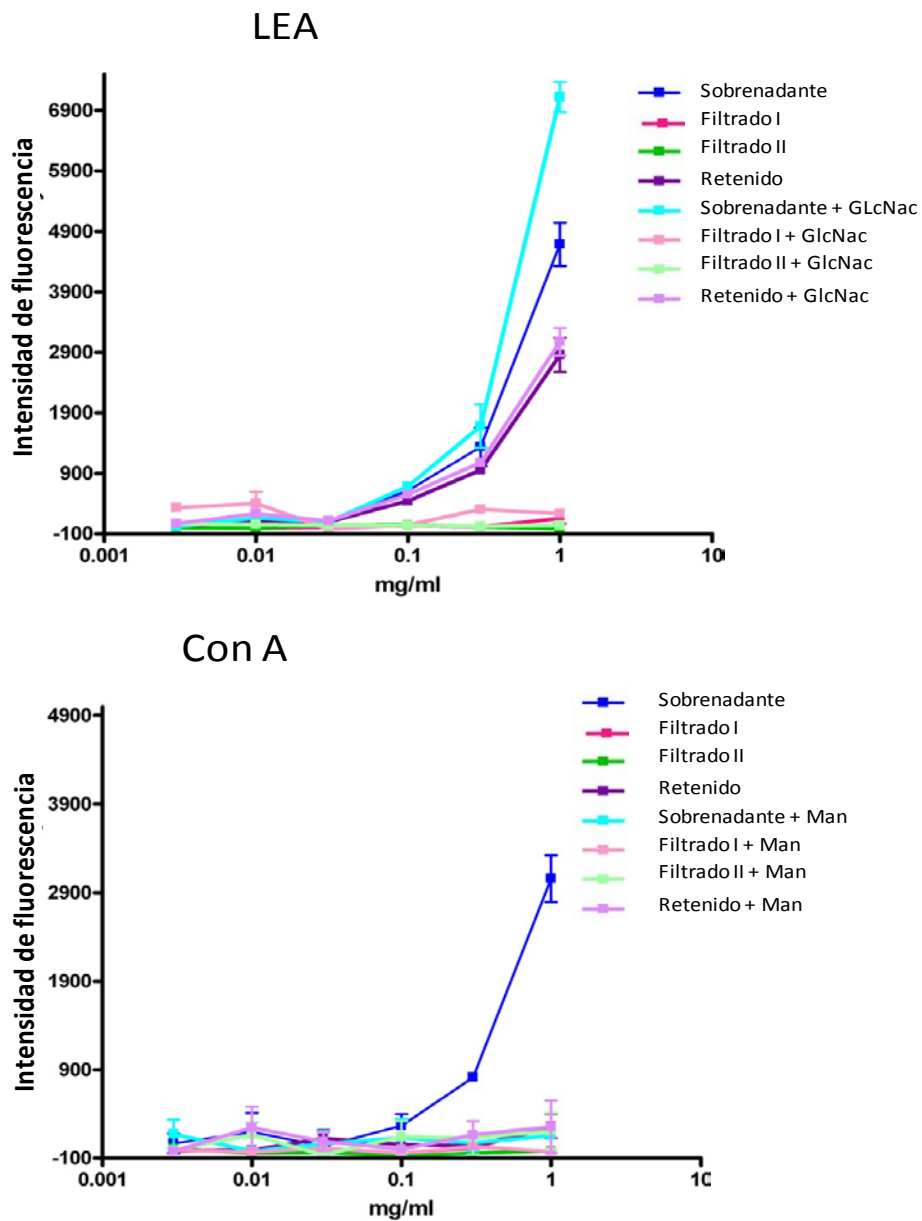 LEA
Intensidad de fluorescencia
6900
5900
4900
3900
2900
1900
900
-100
0.001
0.01
0.1
1
10
mg/ml
Sobrenadante
Filtrado I
Filtrado II
Retenido
Sobrenadante + GLcNac
Filtrado I + GlcNac
Filtrado II + GlcNac
Retenido + GlcNac
Con A
Intensidad de fluorescencia
4900
3900
2900
1900
900
-100
0.001
0.01
0.1
1
10
mg/ml
Sobrenadante
Filtrado I
Filtrado II
Retenido
Sobrenadante + Man
Filtrado I + Man
Filtrado II + Man
Retenido + Man